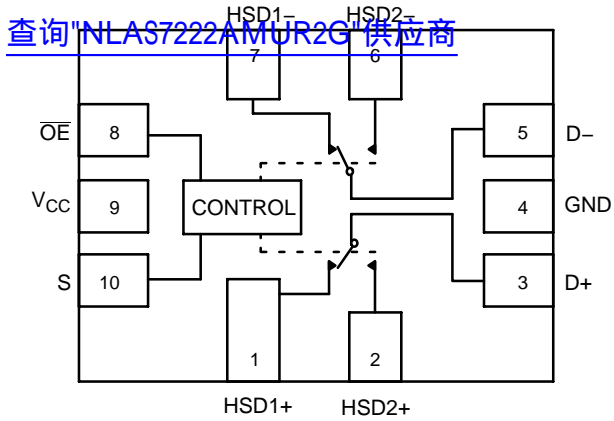 HSD1– HSD2–
查询"NLAS7222AMUR2G"供应商
7 6
OE 8 5 D–
VCC 9 CONTROL 4 GND
S 10 3 D+
1 2
HSD1+ HSD2+